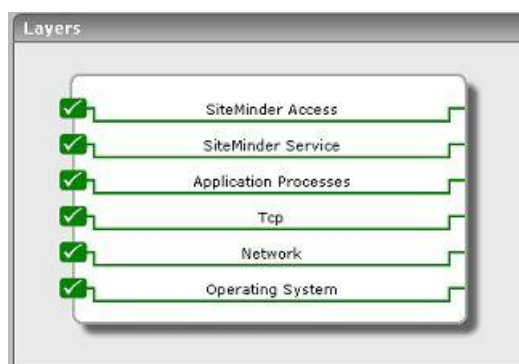 Layers
SiteMinder Access
SiteMinder Service
Application Processes
Tcp
Network
Operating System